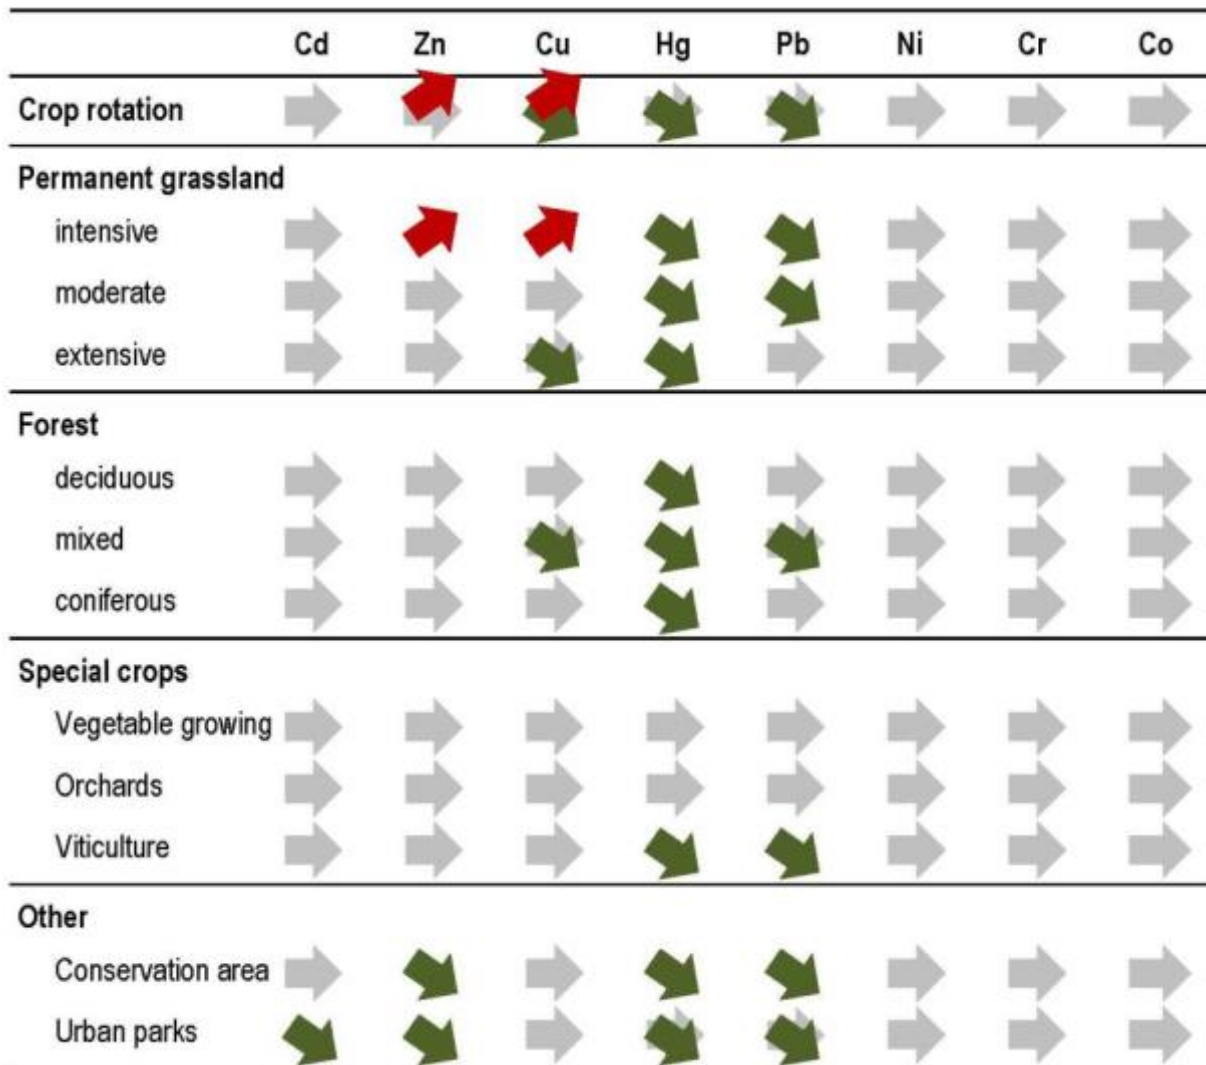 Cd Zn Cu Hg Pb Ni Cr Co
Crop rotation
Permanent grassland
intensive
moderate
extensive
Forest
deciduous
mixed
coniferous
Special crops
Vegetable growing
Orchards
Viticulture
Other
Conservation area
Urban parks